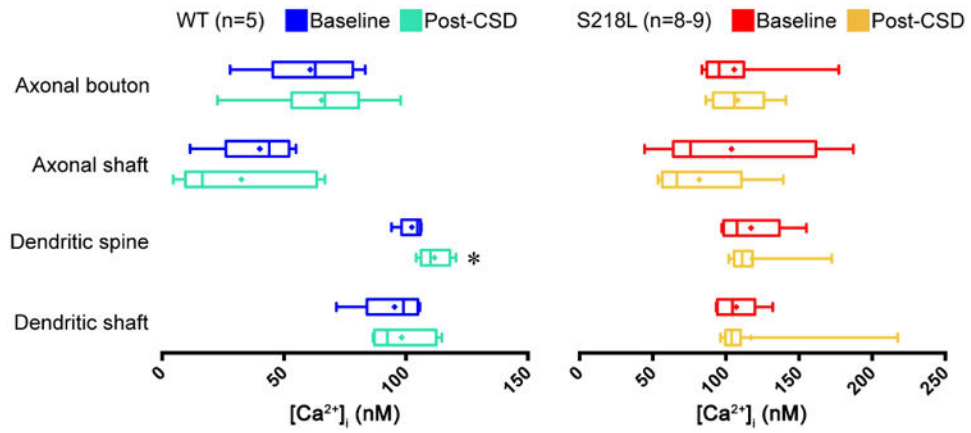 WT (n=5) Baseline Post-CSD
S218L (n=8-9) Baseline Post-CSD
Axonal bouton
Axonal shaft
Dendritic spine
*
Dendritic shaft
0 50 100 150
0 50 100 150 200 250
[Ca²⁺]ᵢ (nM)
[Ca²⁺]ᵢ (nM)